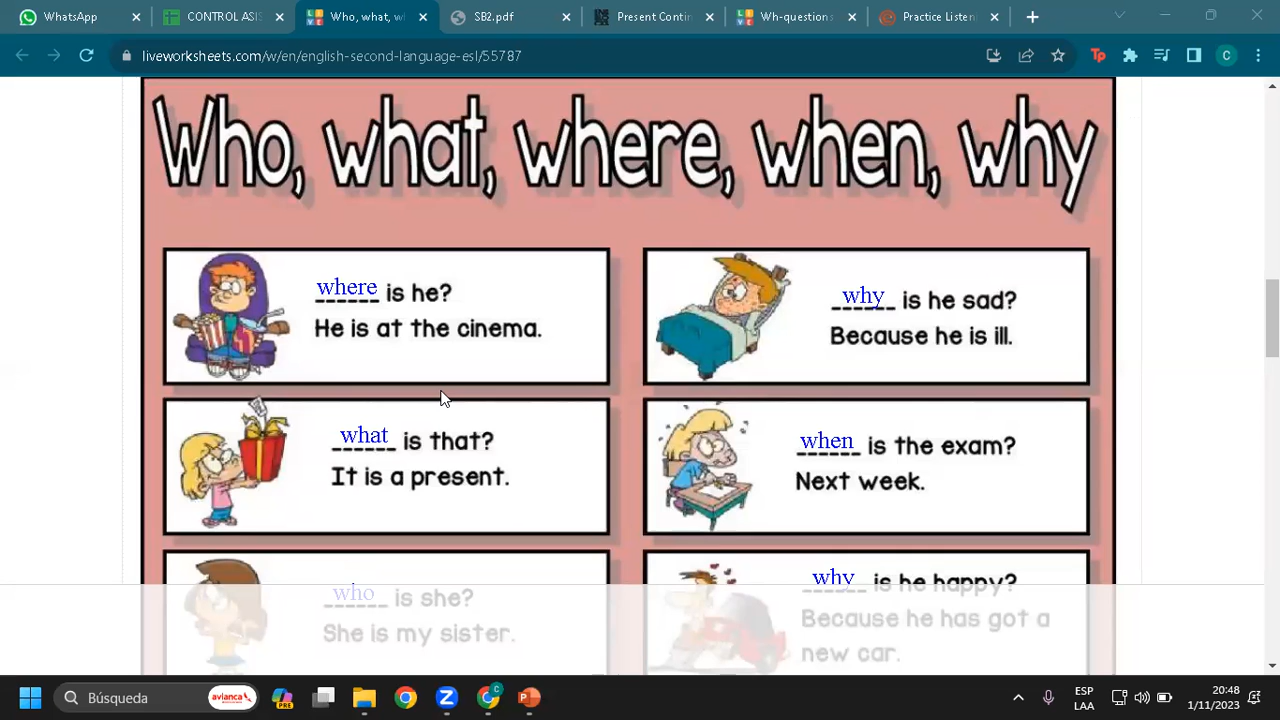 WhatsApp
CONTROL ASIS
Who, what, w
SB2.pdf
Present Contin
Wh-questions
Practice Listen
liveworksheets.com/w/en/english-second-language-esl/55787
Tp
C
Who, what, where, when, why
where is he?
He is at the cinema.
why is he sad?
Because he is ill.
what is that?
It is a present.
when is the exam?
Next week.
who is she?
She is my sister.
why is he happy?
Because he has got a
new car.
Búsqueda
avianca
PRE
C
ESP
LAA
20:48
1/11/2023